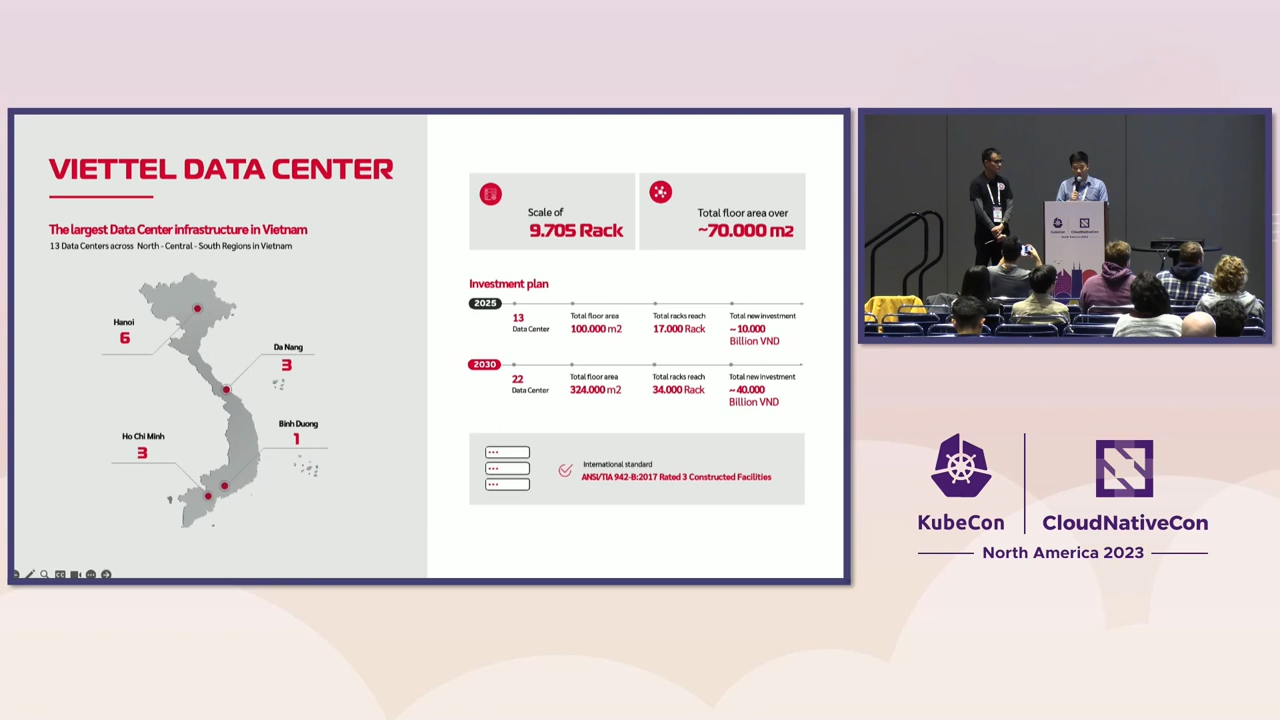 VIETTEL DATA CENTER
The largest Data Center infrastructure in Vietnam
13 Data Centers across North - Central - South Regions in Vietnam
Hanoi
6
Da Nang
3
Binh Duong
1
Ho Chi Minh
3
Scale of
9.705 Rack
Total floor area over
~70.000 m2
Investment plan
2025
13
Data Center
Total floor area
100.000 m2
Total racks reach
17.000 Rack
Total new investment
~ 10.000
Billion VND
2030
22
Data Center
Total floor area
324.000 m2
Total racks reach
34.000 Rack
Total new investment
~ 40.000
Billion VND
International standard
ANSI/TIA 942-B:2017 Rated 3 Constructed Facilities
KubeCon
CloudNativeCon
North America 2023
KubeCon
CloudNativeCon
North America 2023